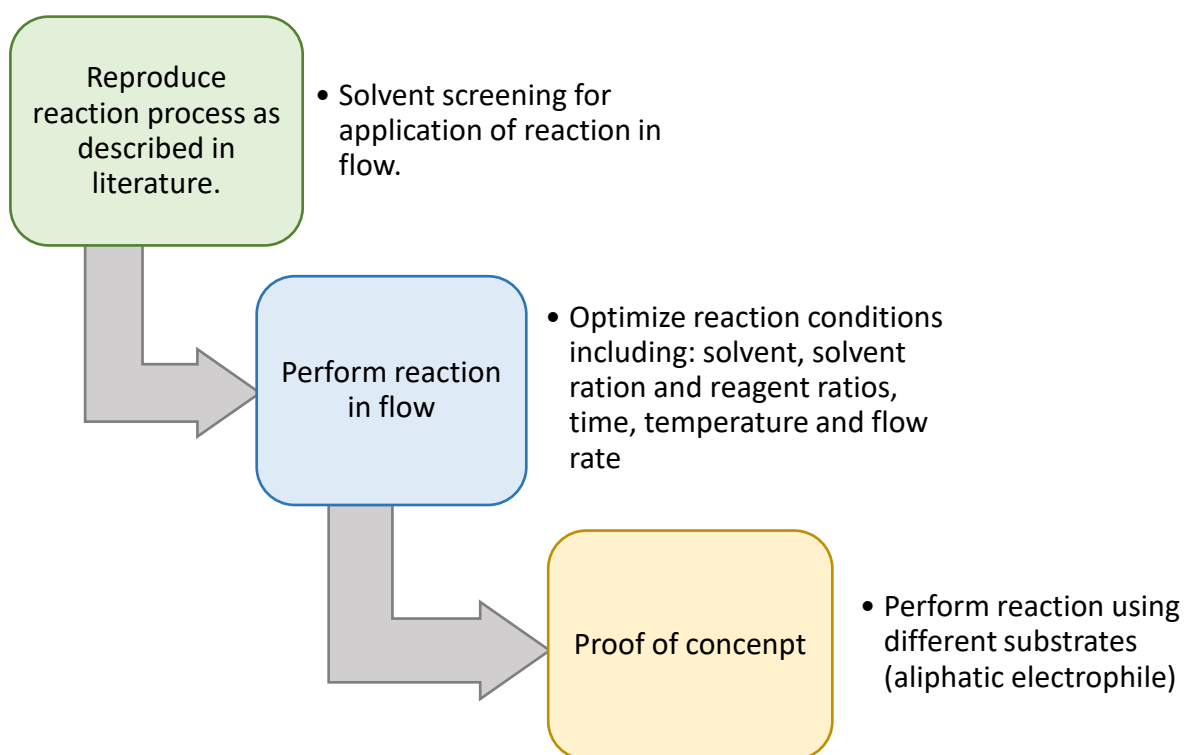 Reproduce
reaction process as
described in
literature.
• Solvent screening for
application of reaction in
flow.
Perform reaction
in flow
• Optimize reaction conditions
including: solvent, solvent
ration and reagent ratios,
time, temperature and flow
rate
Proof of concenpt
• Perform reaction using
different substrates
(aliphatic electrophile)